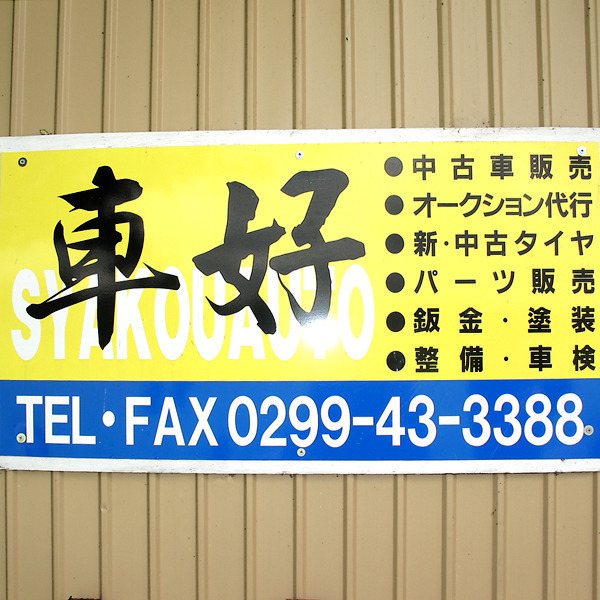 車好
SYAKOUAUTO
●中古車販売
●オークション代行
●新・中古タイヤ
●パーツ販売
●鈑金・塗装
●整備・車検
TEL・FAX 0299-43-3388